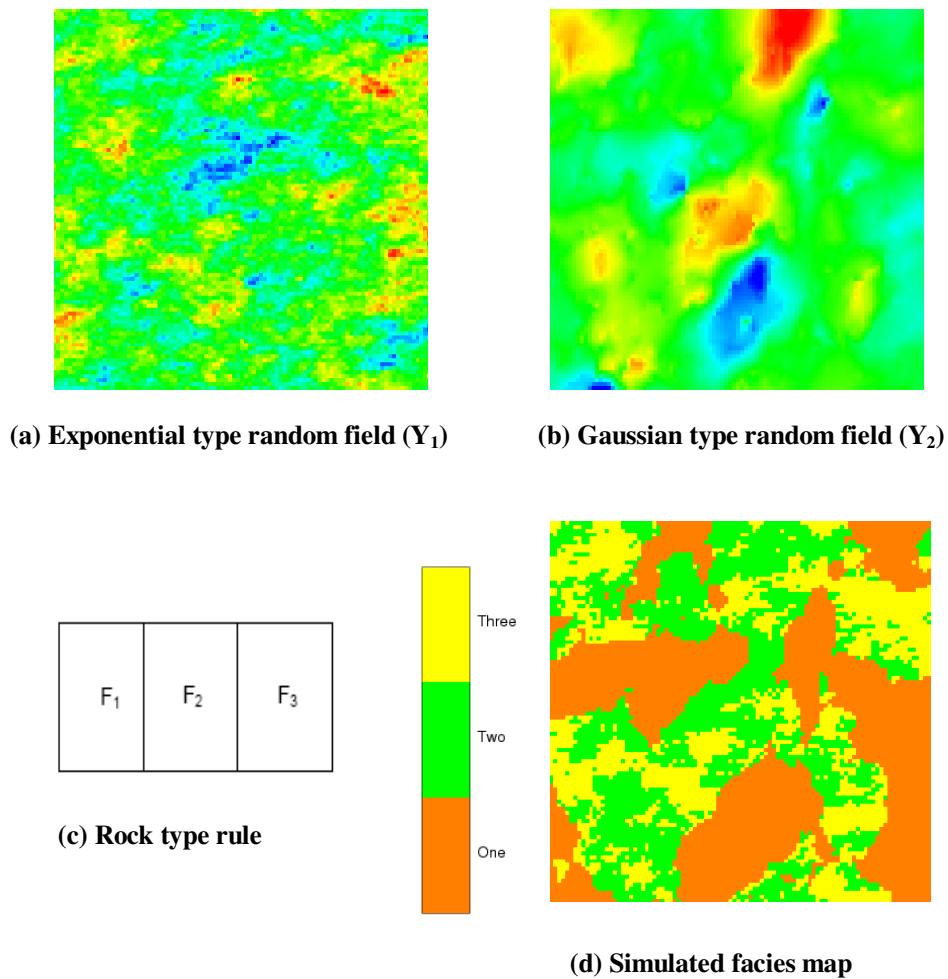 (a) Exponential type random field (Y₁)
(b) Gaussian type random field (Y₂)
F₁ F₂ F₃
(c) Rock type rule
Three
Two
One
(d) Simulated facies map